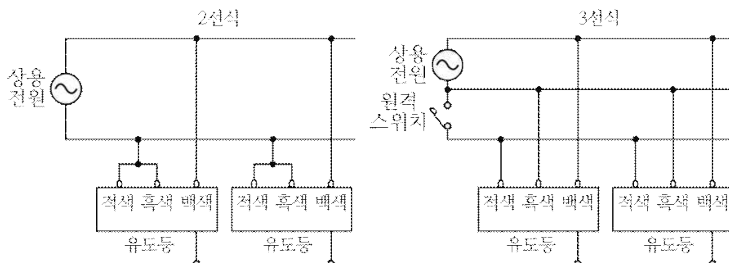 2선식
상용
전원
적색 흑색 백색
유도등
적색 흑색 백색
유도등
3선식
상용
전원
원격
스위치
적색 흑색 백색
유도등
적색 흑색 백색
유도등